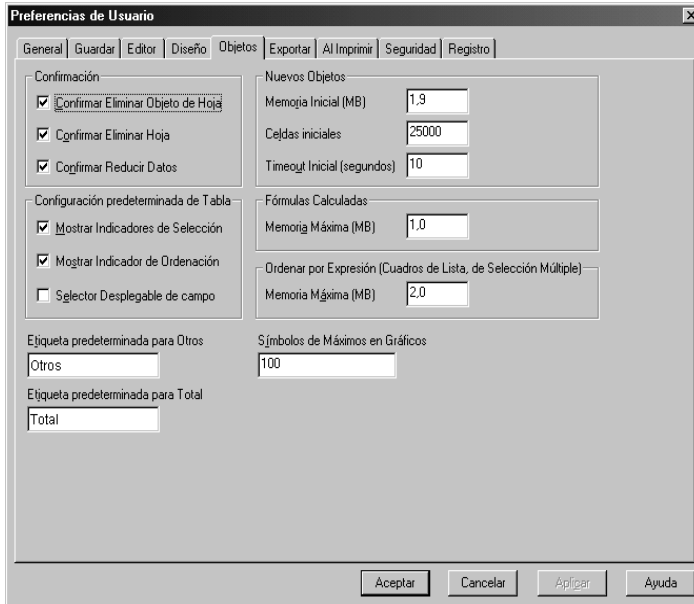 Preferencias de Usuario
General Guardar Editor Diseño Objetos Exportar Al Imprimir Seguridad Registro
Confirmación
Confirmar Eliminar Objeto de Hoja
Confirmar Eliminar Hoja
Confirmar Reducir Datos
Nuevos Objetos
Memoria Inicial (MB) 1,9
Celdas iniciales 25000
Timeout Inicial (segundos) 10
Configuración predeterminada de Tabla
Mostrar Indicadores de Selección
Mostrar Indicador de Ordenación
Selector Desplegable de campo
Fórmulas Calculadas
Memoria Máxima (MB) 1,0
Ordenar por Expresión (Cuadros de Lista, de Selección Múltiple)
Memoria Máxima (MB) 2,0
Etiqueta predeterminada para Otros
Otros
Símbolos de Máximos en Gráficos
100
Etiqueta predeterminada para Total
Total
Aceptar Cancelar Aplicar Ayuda